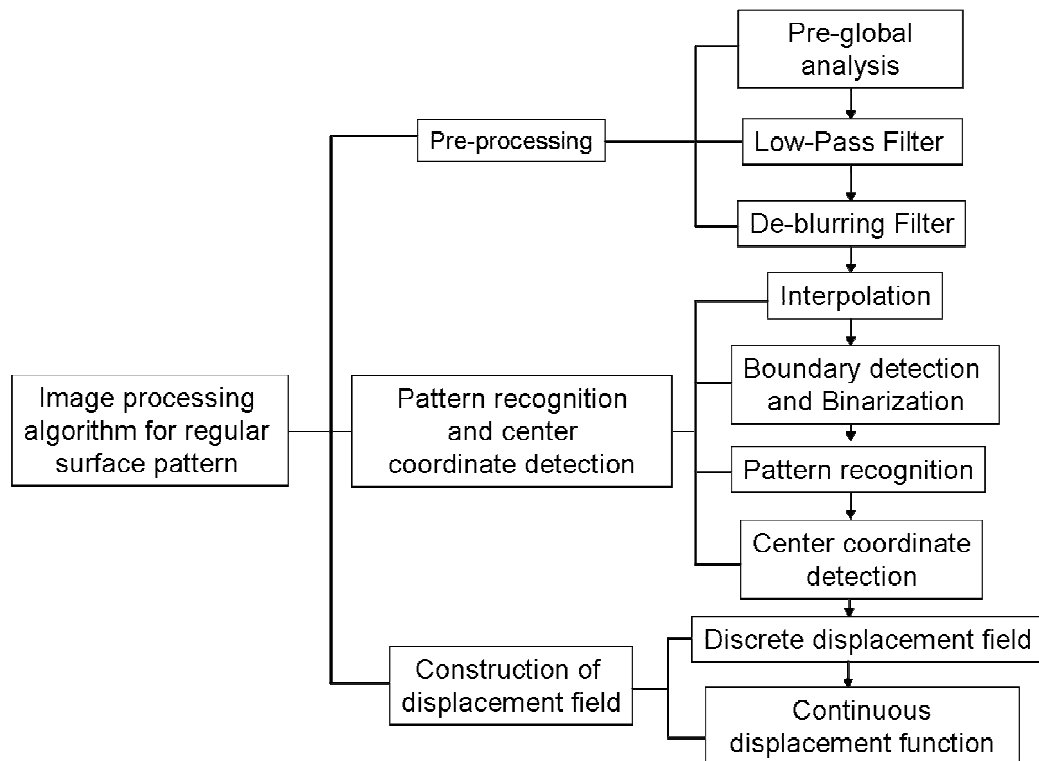 Pre-global
analysis
Pre-processing
Low-Pass Filter
De-blurring Filter
Interpolation
Image processing
algorithm for regular
surface pattern
Pattern recognition
and center
coordinate detection
Boundary detection
and Binarization
Pattern recognition
Center coordinate
detection
Construction of
displacement field
Discrete displacement field
Continuous
displacement function